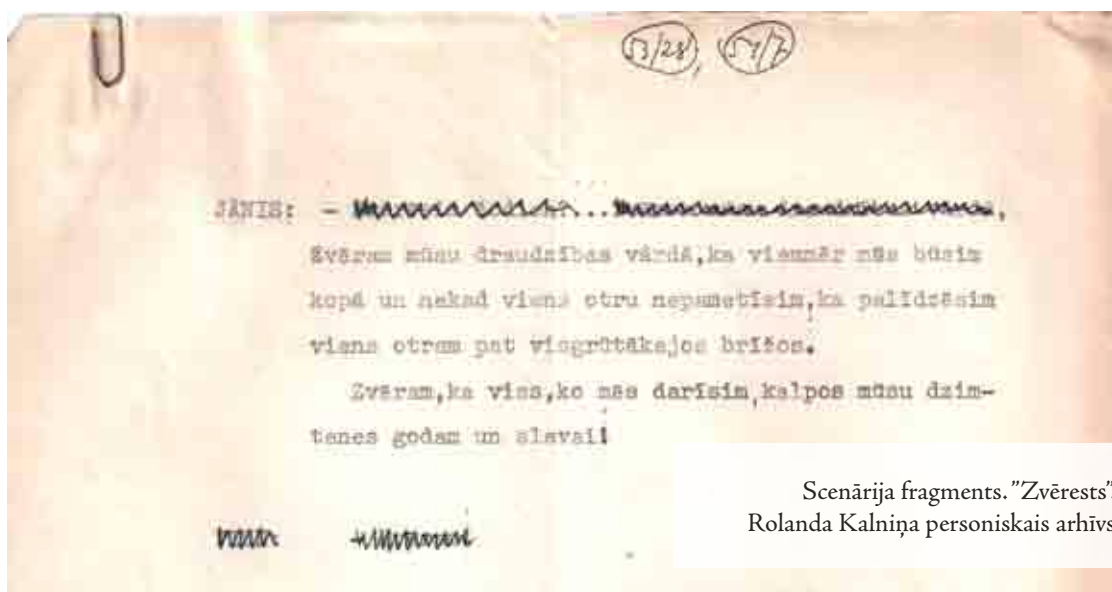 53/28, 57/7
JĀNIS: –
Zvēram mūsu draudzības vārdā,ka vienmēr mēs būsim
kopā un nekad viens otru nepametīsim,ka palīdzēsim
viens otram pat visgrūtākajos brīžos.
Zvēram,ka viss,ko mēs darīsim,kalpos mūsu dzim-
tenes godam un slavai!
Scenārija fragments. "Zvērests".
Rolanda Kalniņa personiskais arhīvs